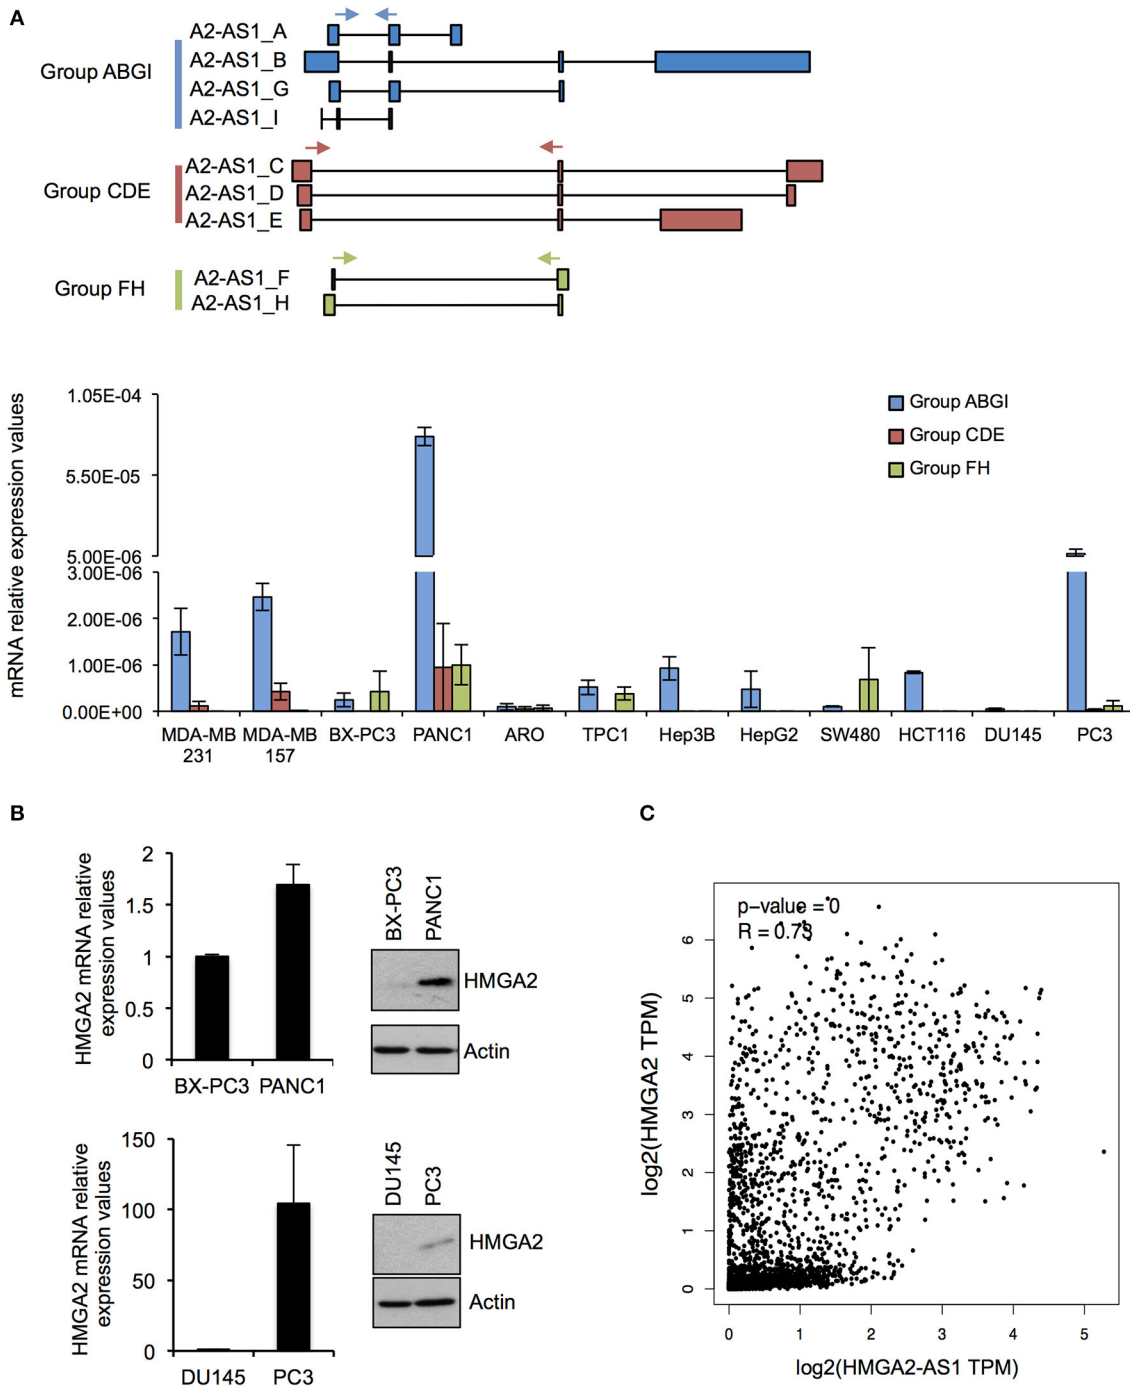 A
Group ABGI
A2-AS1_A
A2-AS1_B
A2-AS1_G
A2-AS1_I
Group CDE
A2-AS1_C
A2-AS1_D
A2-AS1_E
Group FH
A2-AS1_F
A2-AS1_H
mRNA relative expression values
1.05E-04
5.50E-05
5.00E-06
3.00E-06
2.00E-06
1.00E-06
0.00E+00
Group ABGI
Group CDE
Group FH
MDA-MB
231
MDA-MB
157
BX-PC3
PANC1
ARO
TPC1
Hep3B
HepG2
SW480
HCT116
DU145
PC3
B
HMGA2 mRNA relative
expression values
2
1.5
1
0.5
0
BX-PC3
PANC1
BX-PC3
PANC1
HMGA2
Actin
HMGA2 mRNA relative
expression values
150
100
50
0
DU145
PC3
DU145
PC3
HMGA2
Actin
C
p-value = 0
R = 0.73
log2(HMGA2 TPM)
6
5
4
3
2
1
0
0
1
2
3
4
5
log2(HMGA2-AS1 TPM)